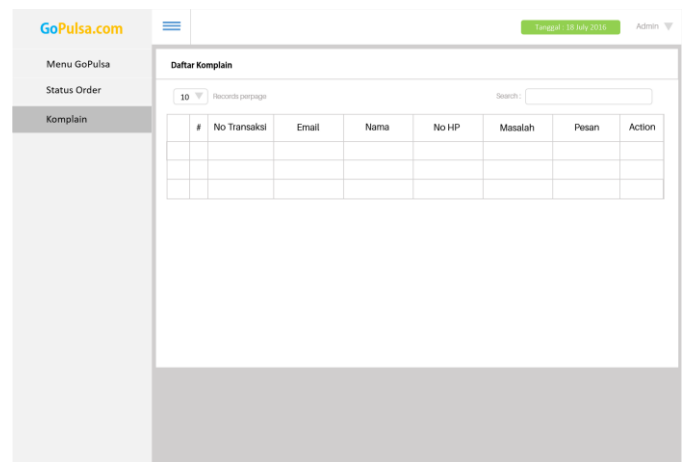 GoPulsa.com
Tanggal : 18 July 2016
Admin
Menu GoPulsa
Status Order
Komplain
Daftar Komplain
10 Records perpage
Search :
# No Transaksi Email Nama No HP Masalah Pesan Action